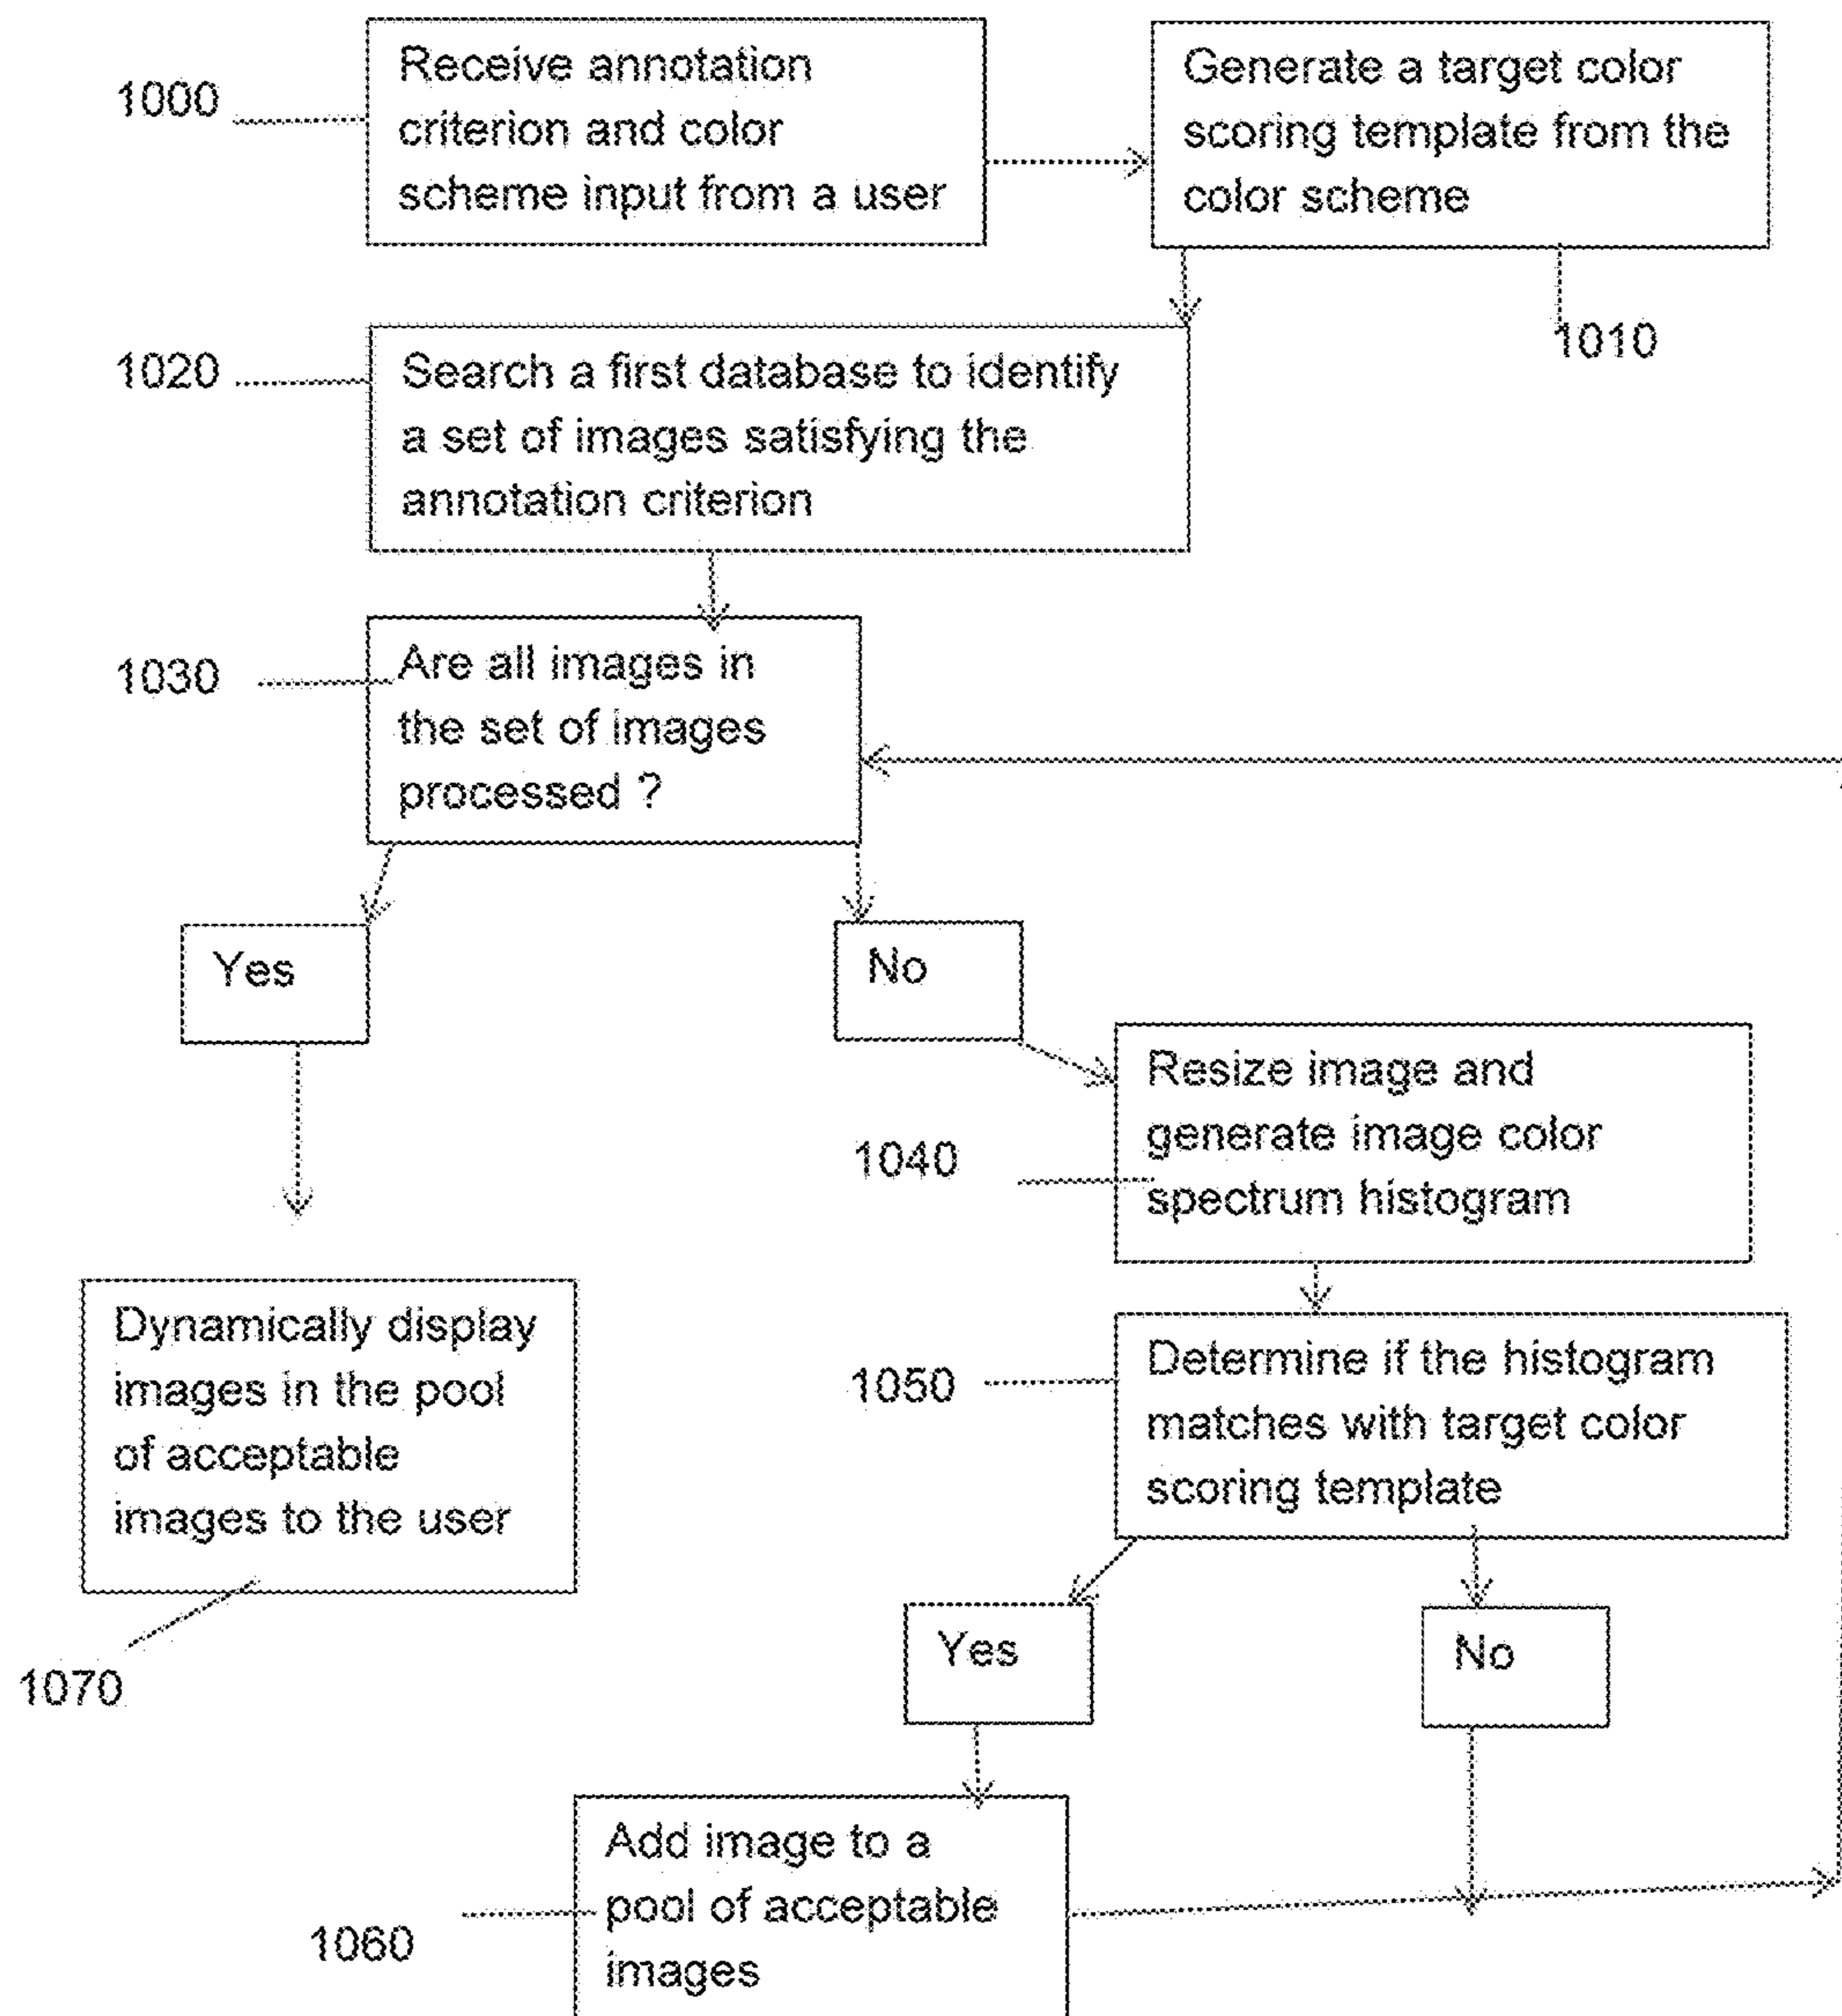 1000
Receive annotation
criterion and color
scheme input from a user
Generate a target color
scoring template from the
color scheme
1010
1020
Search a first database to identify
a set of images satisfying the
annotation criterion
1030
Are all images in
the set of images
processed ?
Yes
No
1040
Resize image and
generate image color
spectrum histogram
Dynamically display
images in the pool
of acceptable
images to the user
1070
1050
Determine if the histogram
matches with target color
scoring template
Yes
No
1060
Add image to a
pool of acceptable
images